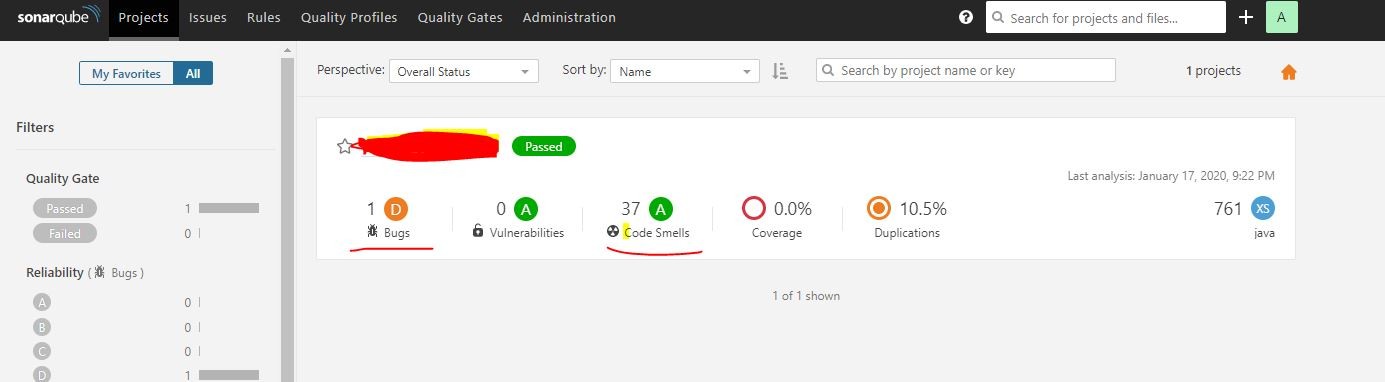 sonarqube Projects Issues Rules Quality Profiles Quality Gates Administration ? Search for projects and files... + A
My Favorites All
Perspective: Overall Status Sort by: Name Search by project name or key 1 projects
Filters
Passed
Last analysis: January 17, 2020, 9:22 PM
Quality Gate
Passed 1
Failed 0
1 D 0 A 37 A 0.0% 10.5% 761 XS
Bugs Vulnerabilities Code Smells Coverage Duplications java
Reliability ( Bugs )
A 0
B 0
C 0
D 1
1 of 1 shown